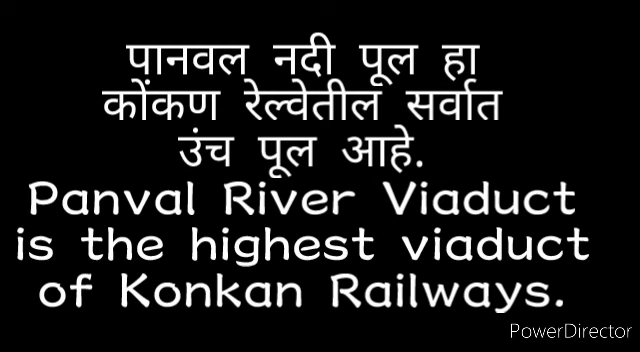 पानवल नदी पूल हा
कोंकण रेल्वेतील सर्वात
उंच पूल आहे.
Panval River Viaduct
is the highest viaduct
of Konkan Railways.
PowerDirector